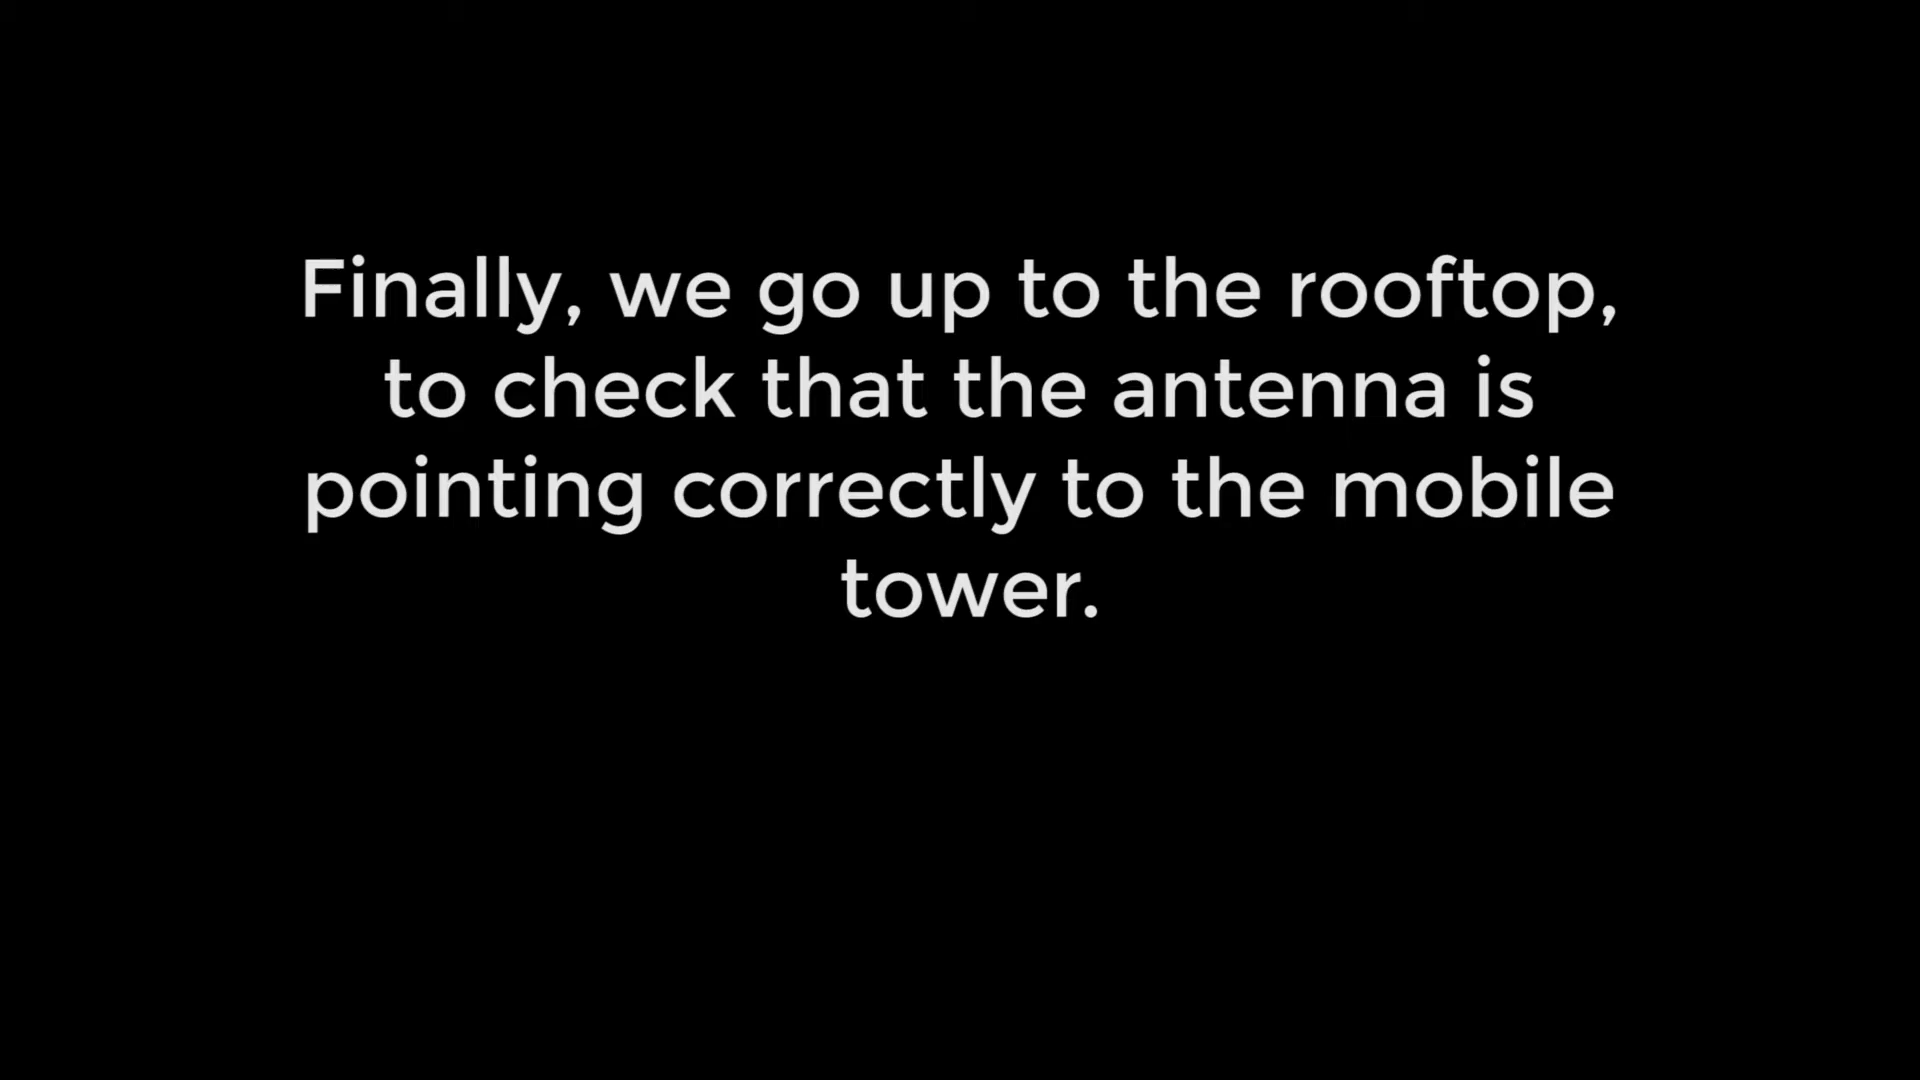 Finally, we go up to the rooftop,
to check that the antenna is
pointing correctly to the mobile
tower.